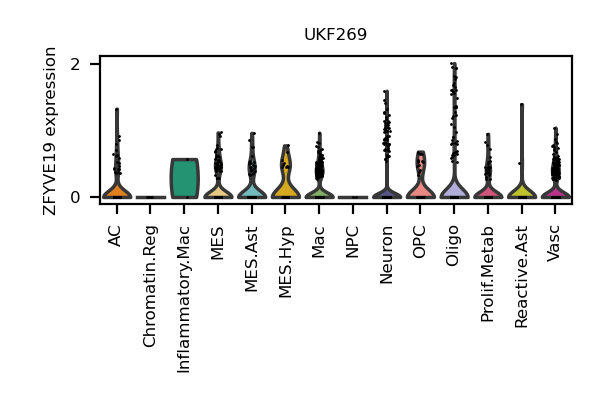 UKF269
ZFYVE19 expression
2
0
AC
Chromatin.Reg
Inflammatory.Mac
MES
MES.Ast
MES.Hyp
Mac
NPC
Neuron
OPC
Oligo
Prolif.Metab
Reactive.Ast
Vasc